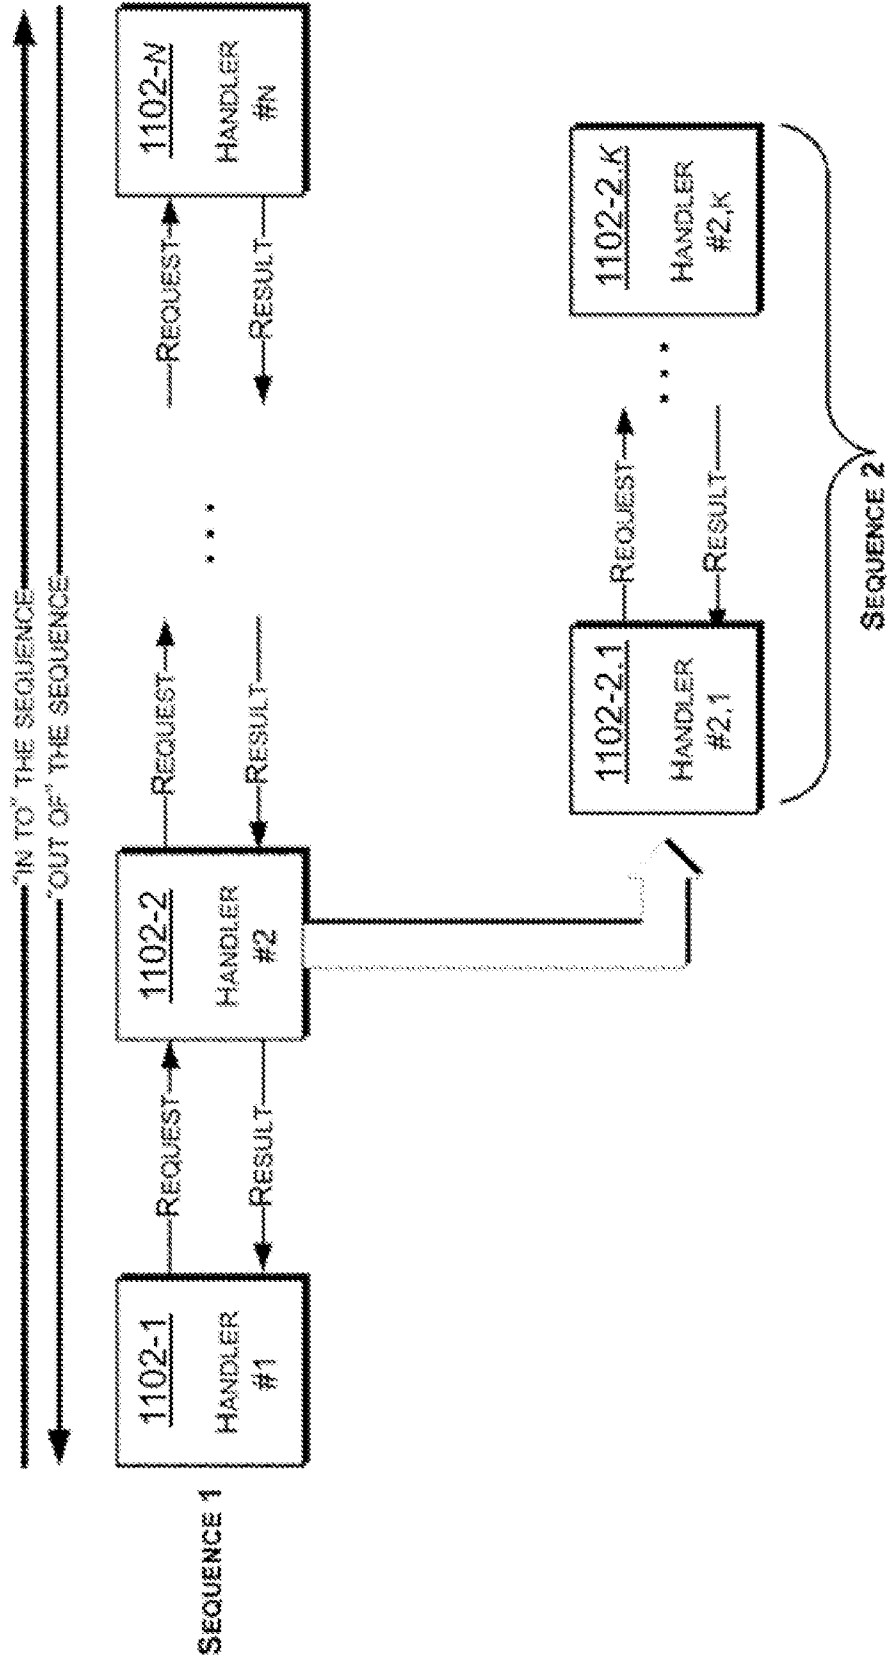 "IN TO" THE SEQUENCE
"OUT OF" THE SEQUENCE
SEQUENCE 1
1102-1
HANDLER
#1
REQUEST
RESULT
1102-2
HANDLER
#2
REQUEST
RESULT
...
REQUEST
RESULT
1102-N
HANDLER
#N
1102-2.1
HANDLER
#2,1
REQUEST
RESULT
...
1102-2.K
HANDLER
#2,K
SEQUENCE 2